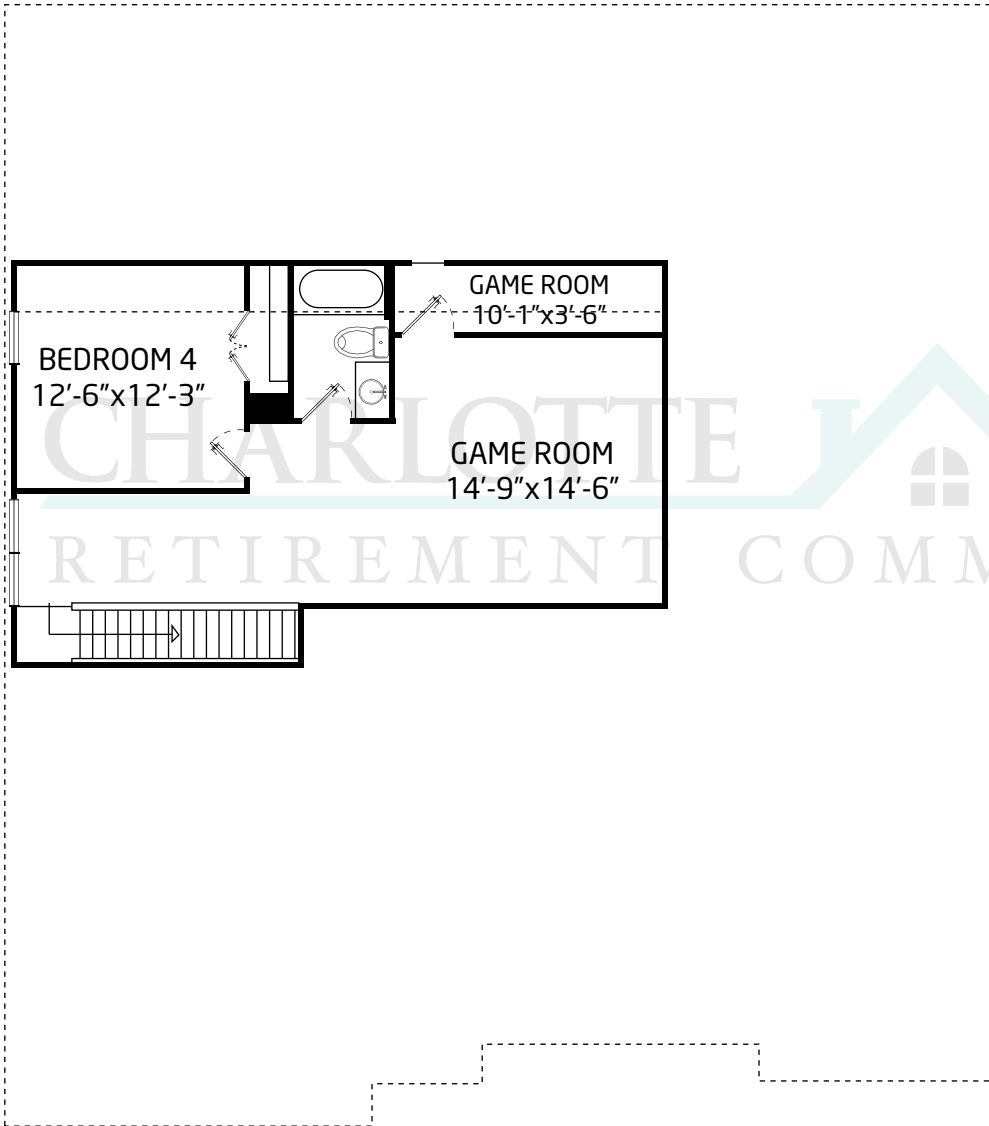 GAME ROOM
10'-1"x3'-6"
BEDROOM 4
12'-6"x12'-3"
GAME ROOM
14'-9"x14'-6"
CHARLOTTE
RETIREMENT COMM